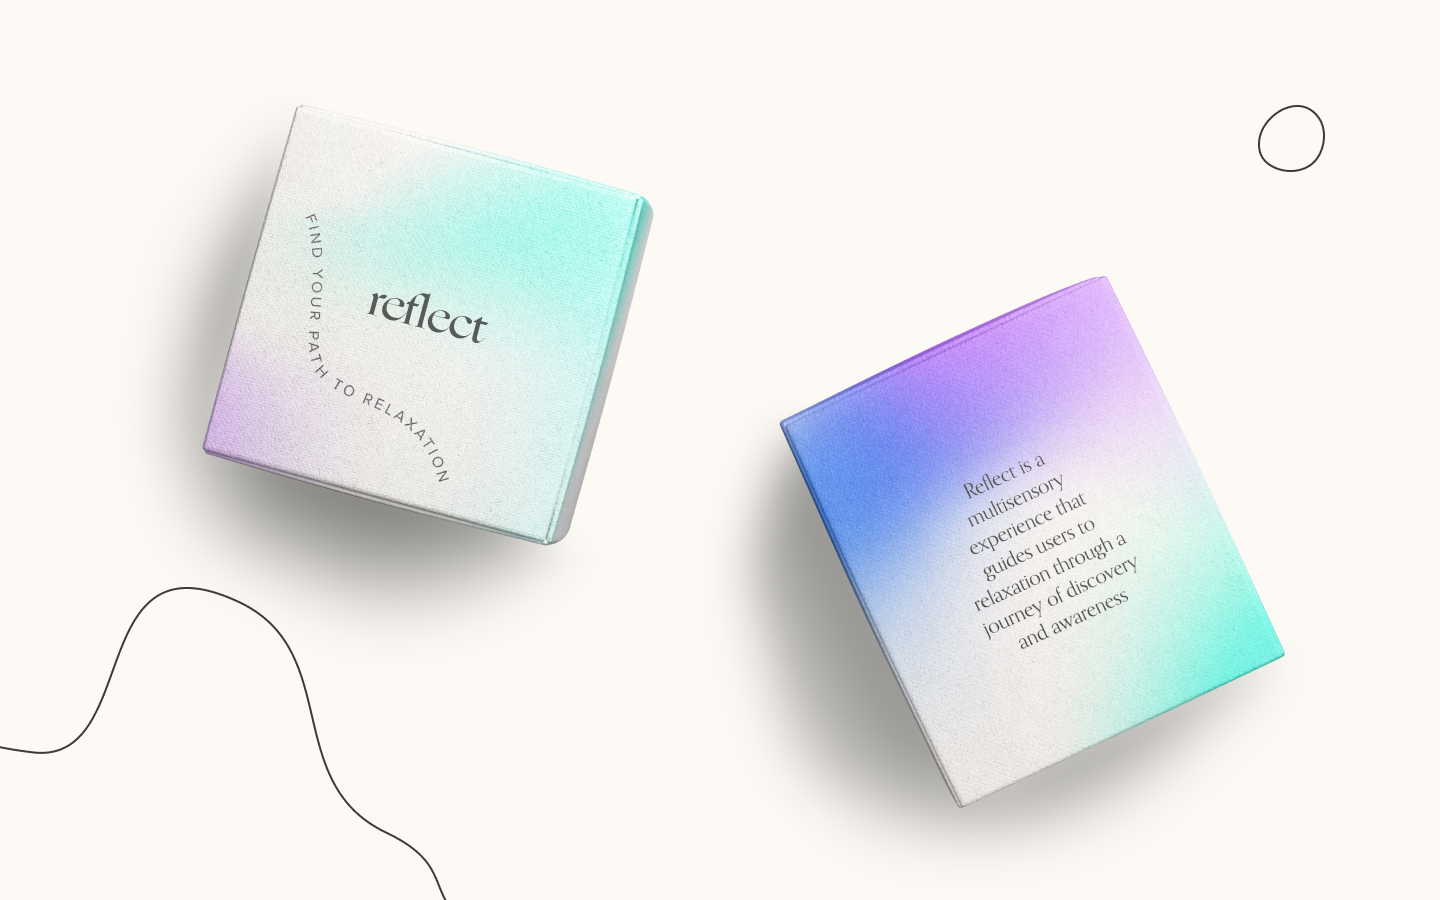 FIND YOUR PATH TO RELAXATION
reflect
Reflect is a
multisensory
experience that
guides users to
relaxation through a
journey of discovery
and awareness